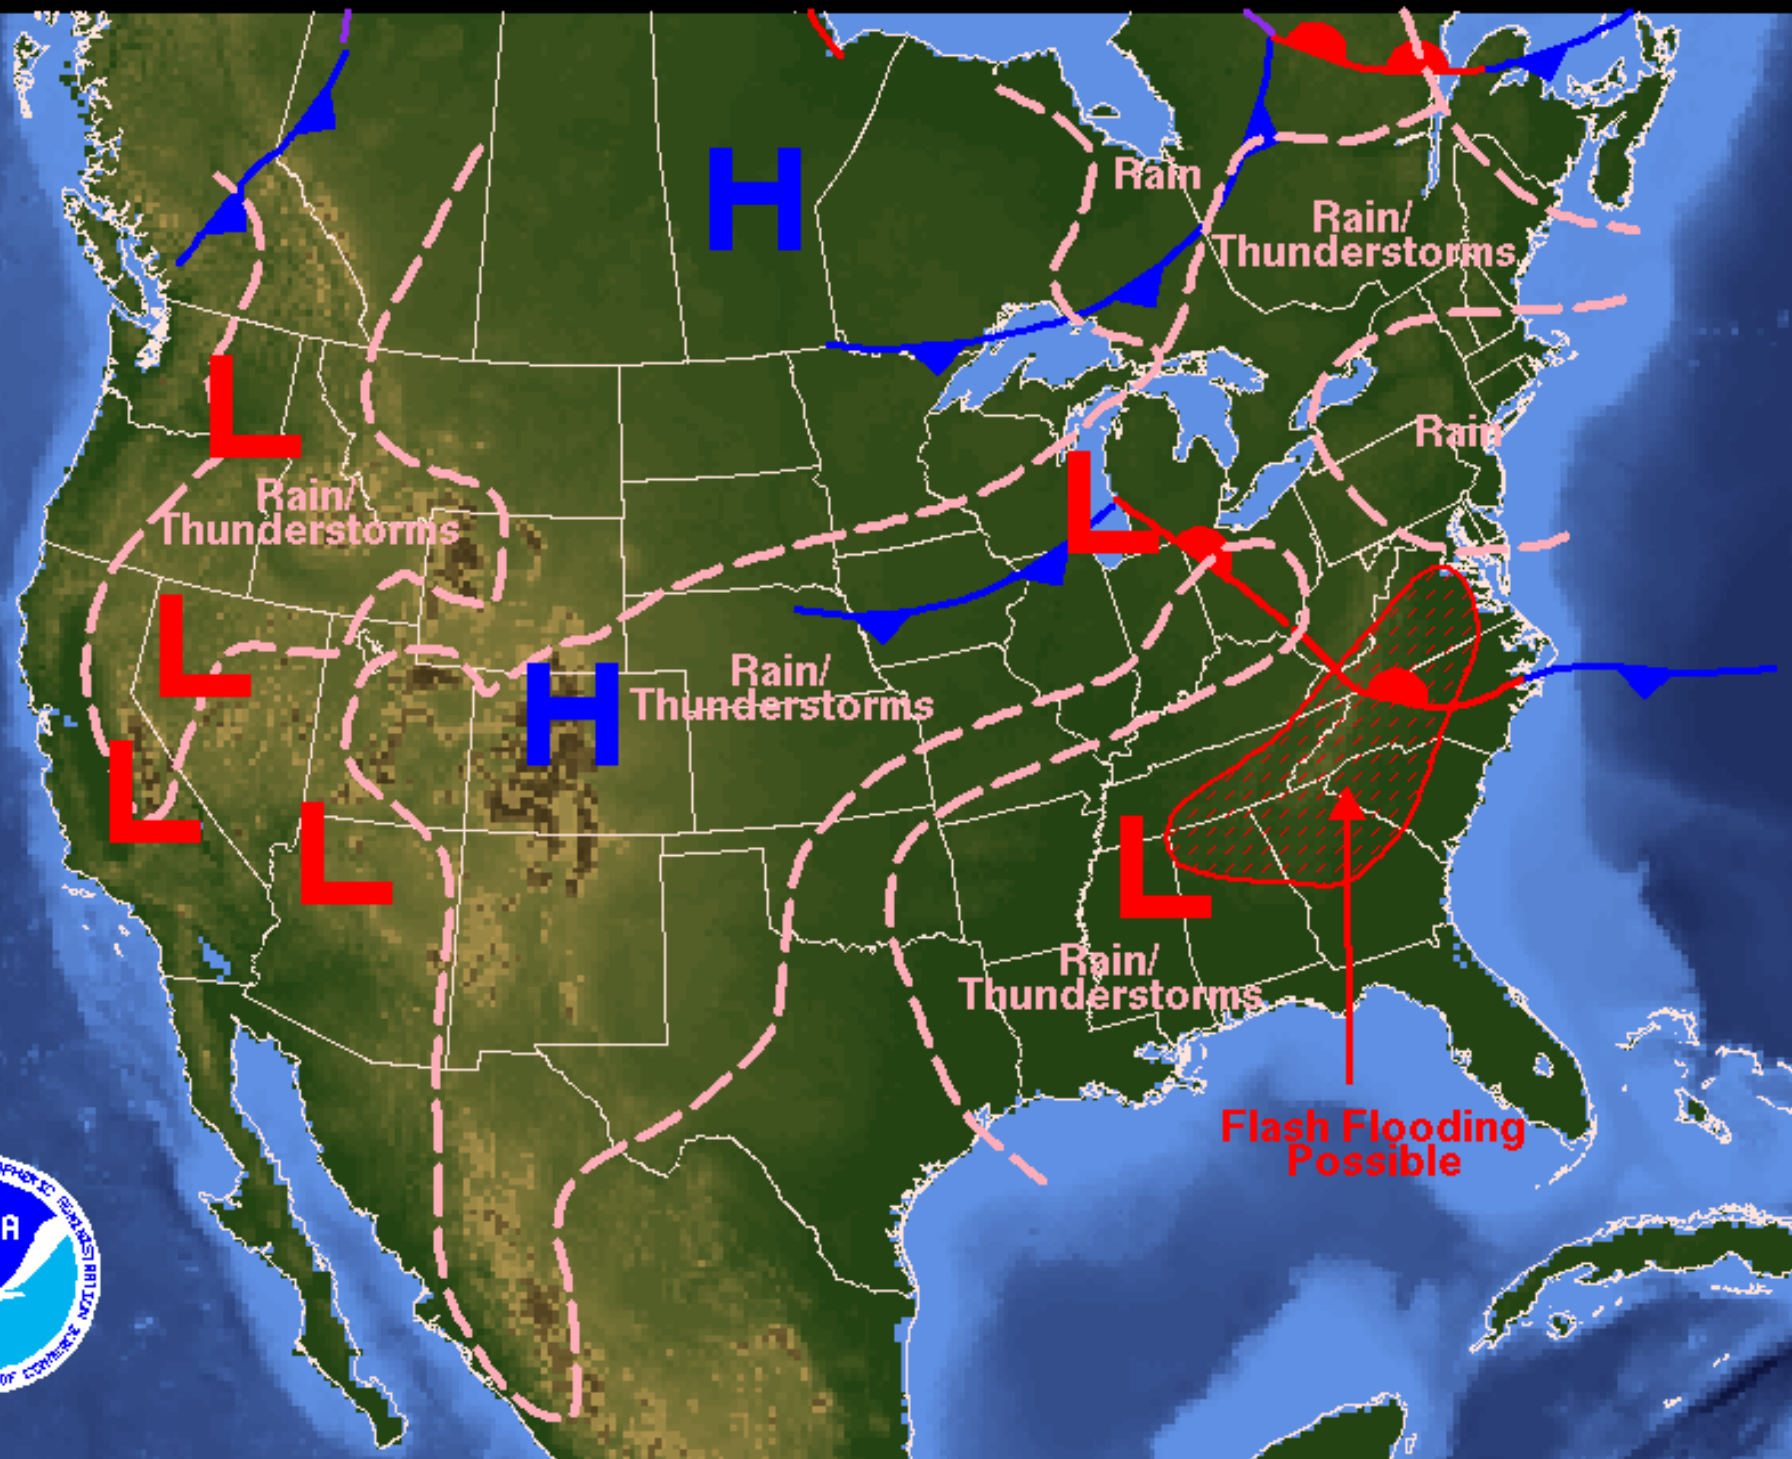 H
Rain
Rain/
Thunderstorms
L
Rain
Rain/
Thunderstorms
L
L
Rain/
Thunderstorms
H
L
L
L
Rain/
Thunderstorms
Flash Flooding
Possible
A